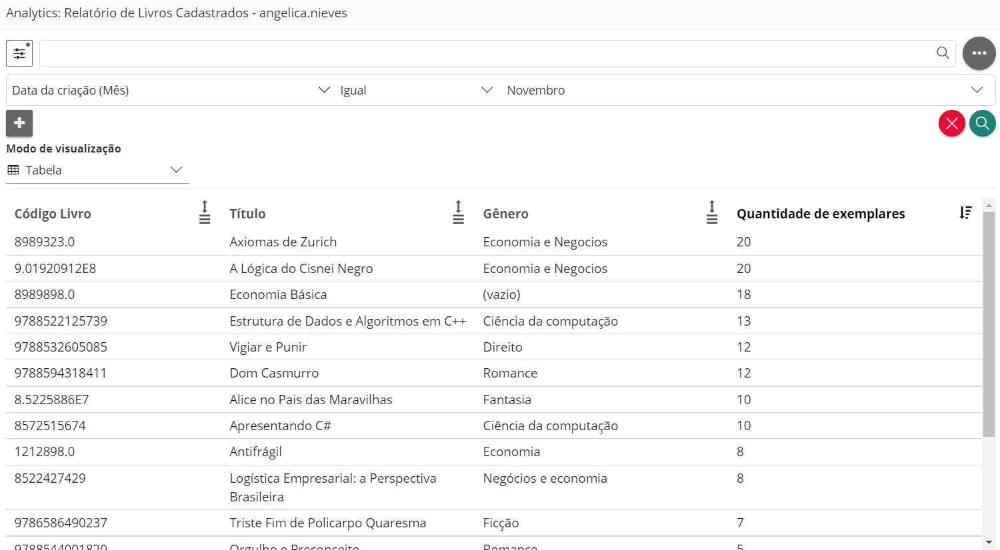 Analytics: Relatório de Livros Cadastrados - angelica.nieves
Data da criação (Mês) Igual Novembro
Modo de visualização
Tabela
Código Livro Título Gênero Quantidade de exemplares
8989323.0 Axiomas de Zurich Economia e Negocios 20
9.01920912E8 A Lógica do Cisnei Negro Economia e Negocios 20
8989898.0 Economia Básica (vazio) 18
9788522125739 Estrutura de Dados e Algoritmos em C++ Ciência da computação 13
9788532605085 Vigiar e Punir Direito 12
9788594318411 Dom Casmurro Romance 12
8.5225886E7 Alice no Pais das Maravilhas Fantasia 10
8572515674 Apresentando C# Ciência da computação 10
1212898.0 Antifrágil Economia 8
8522427429 Logística Empresarial: a Perspectiva Negócios e economia 8
Brasileira
9786586490237 Triste Fim de Policarpo Quaresma Ficção 7
9788544001820 Orgulho e Preconceito Romance 5